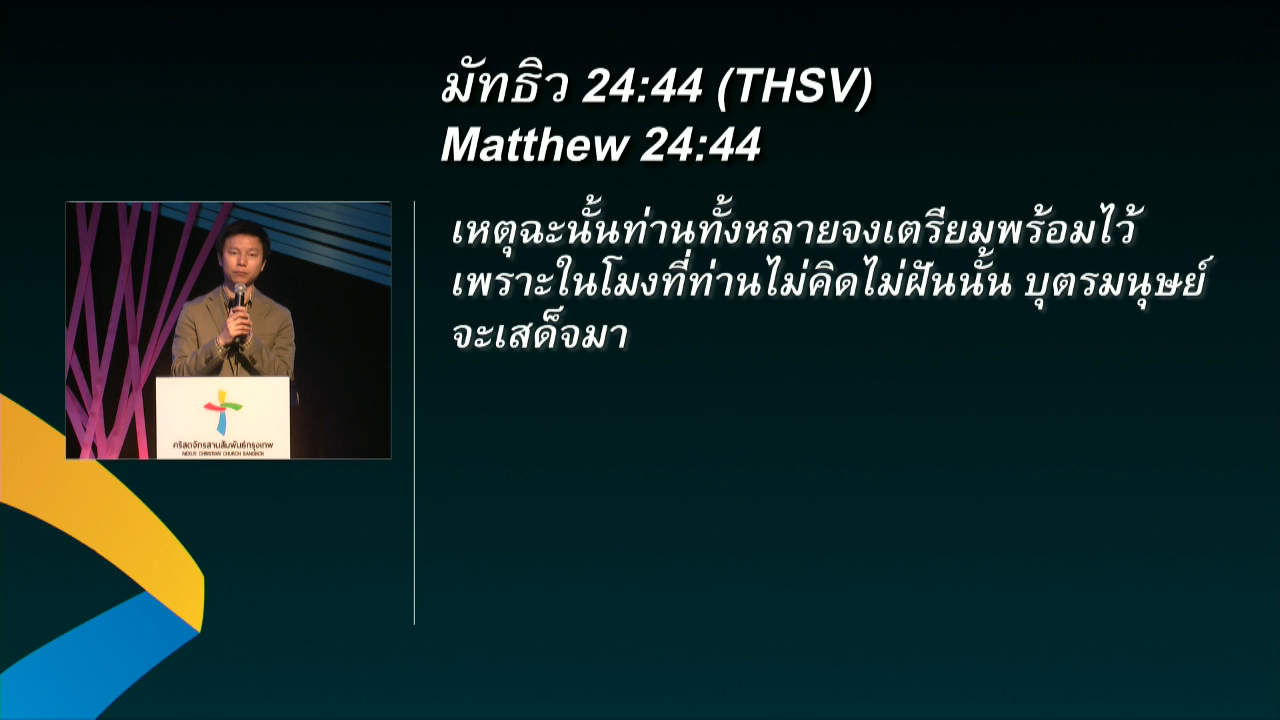 มัทธิว 24:44 (THSV)
Matthew 24:44
เหตุฉะนั้นท่านทั้งหลายจงเตรียมพร้อมไว้
เพราะในโมงที่ท่านไม่คิดไม่ฝันนั้น บุตรมนุษย์
จะเสด็จมา
คริสตจักรสานสัมพันธ์กรุงเทพ
NEXUS CHRISTIAN CHURCH BANGKOK